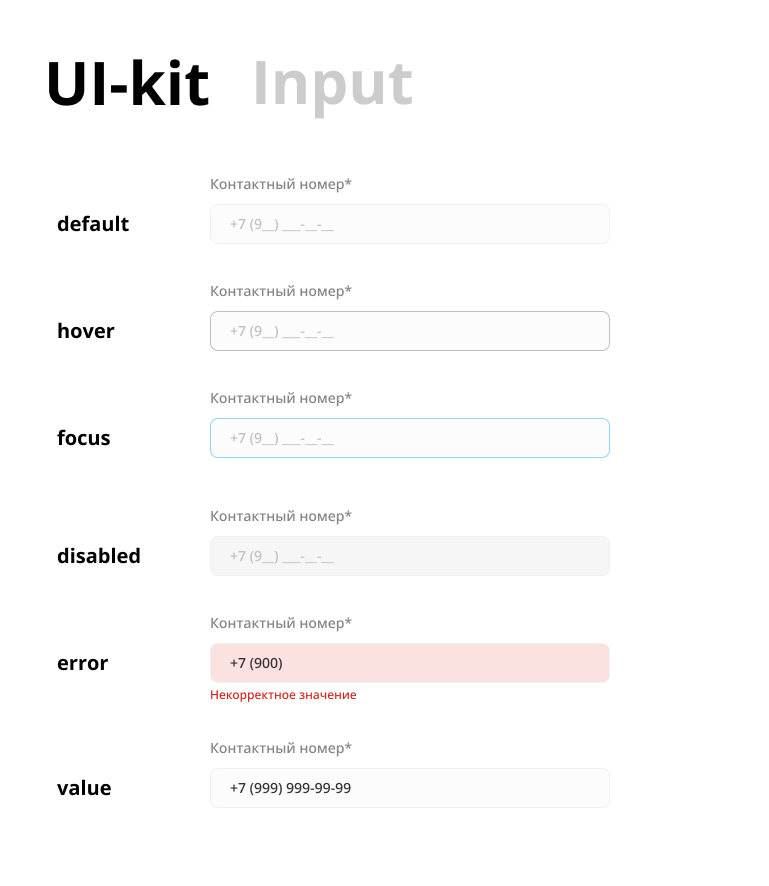 UI-kit Input
Контактный номер*
default +7 (9__) ___-__-__
Контактный номер*
hover +7 (9__) ___-__-__
Контактный номер*
focus +7 (9__) ___-__-__
Контактный номер*
disabled +7 (9__) ___-__-__
Контактный номер*
error +7 (900)
Некорректное значение
Контактный номер*
value +7 (999) 999-99-99